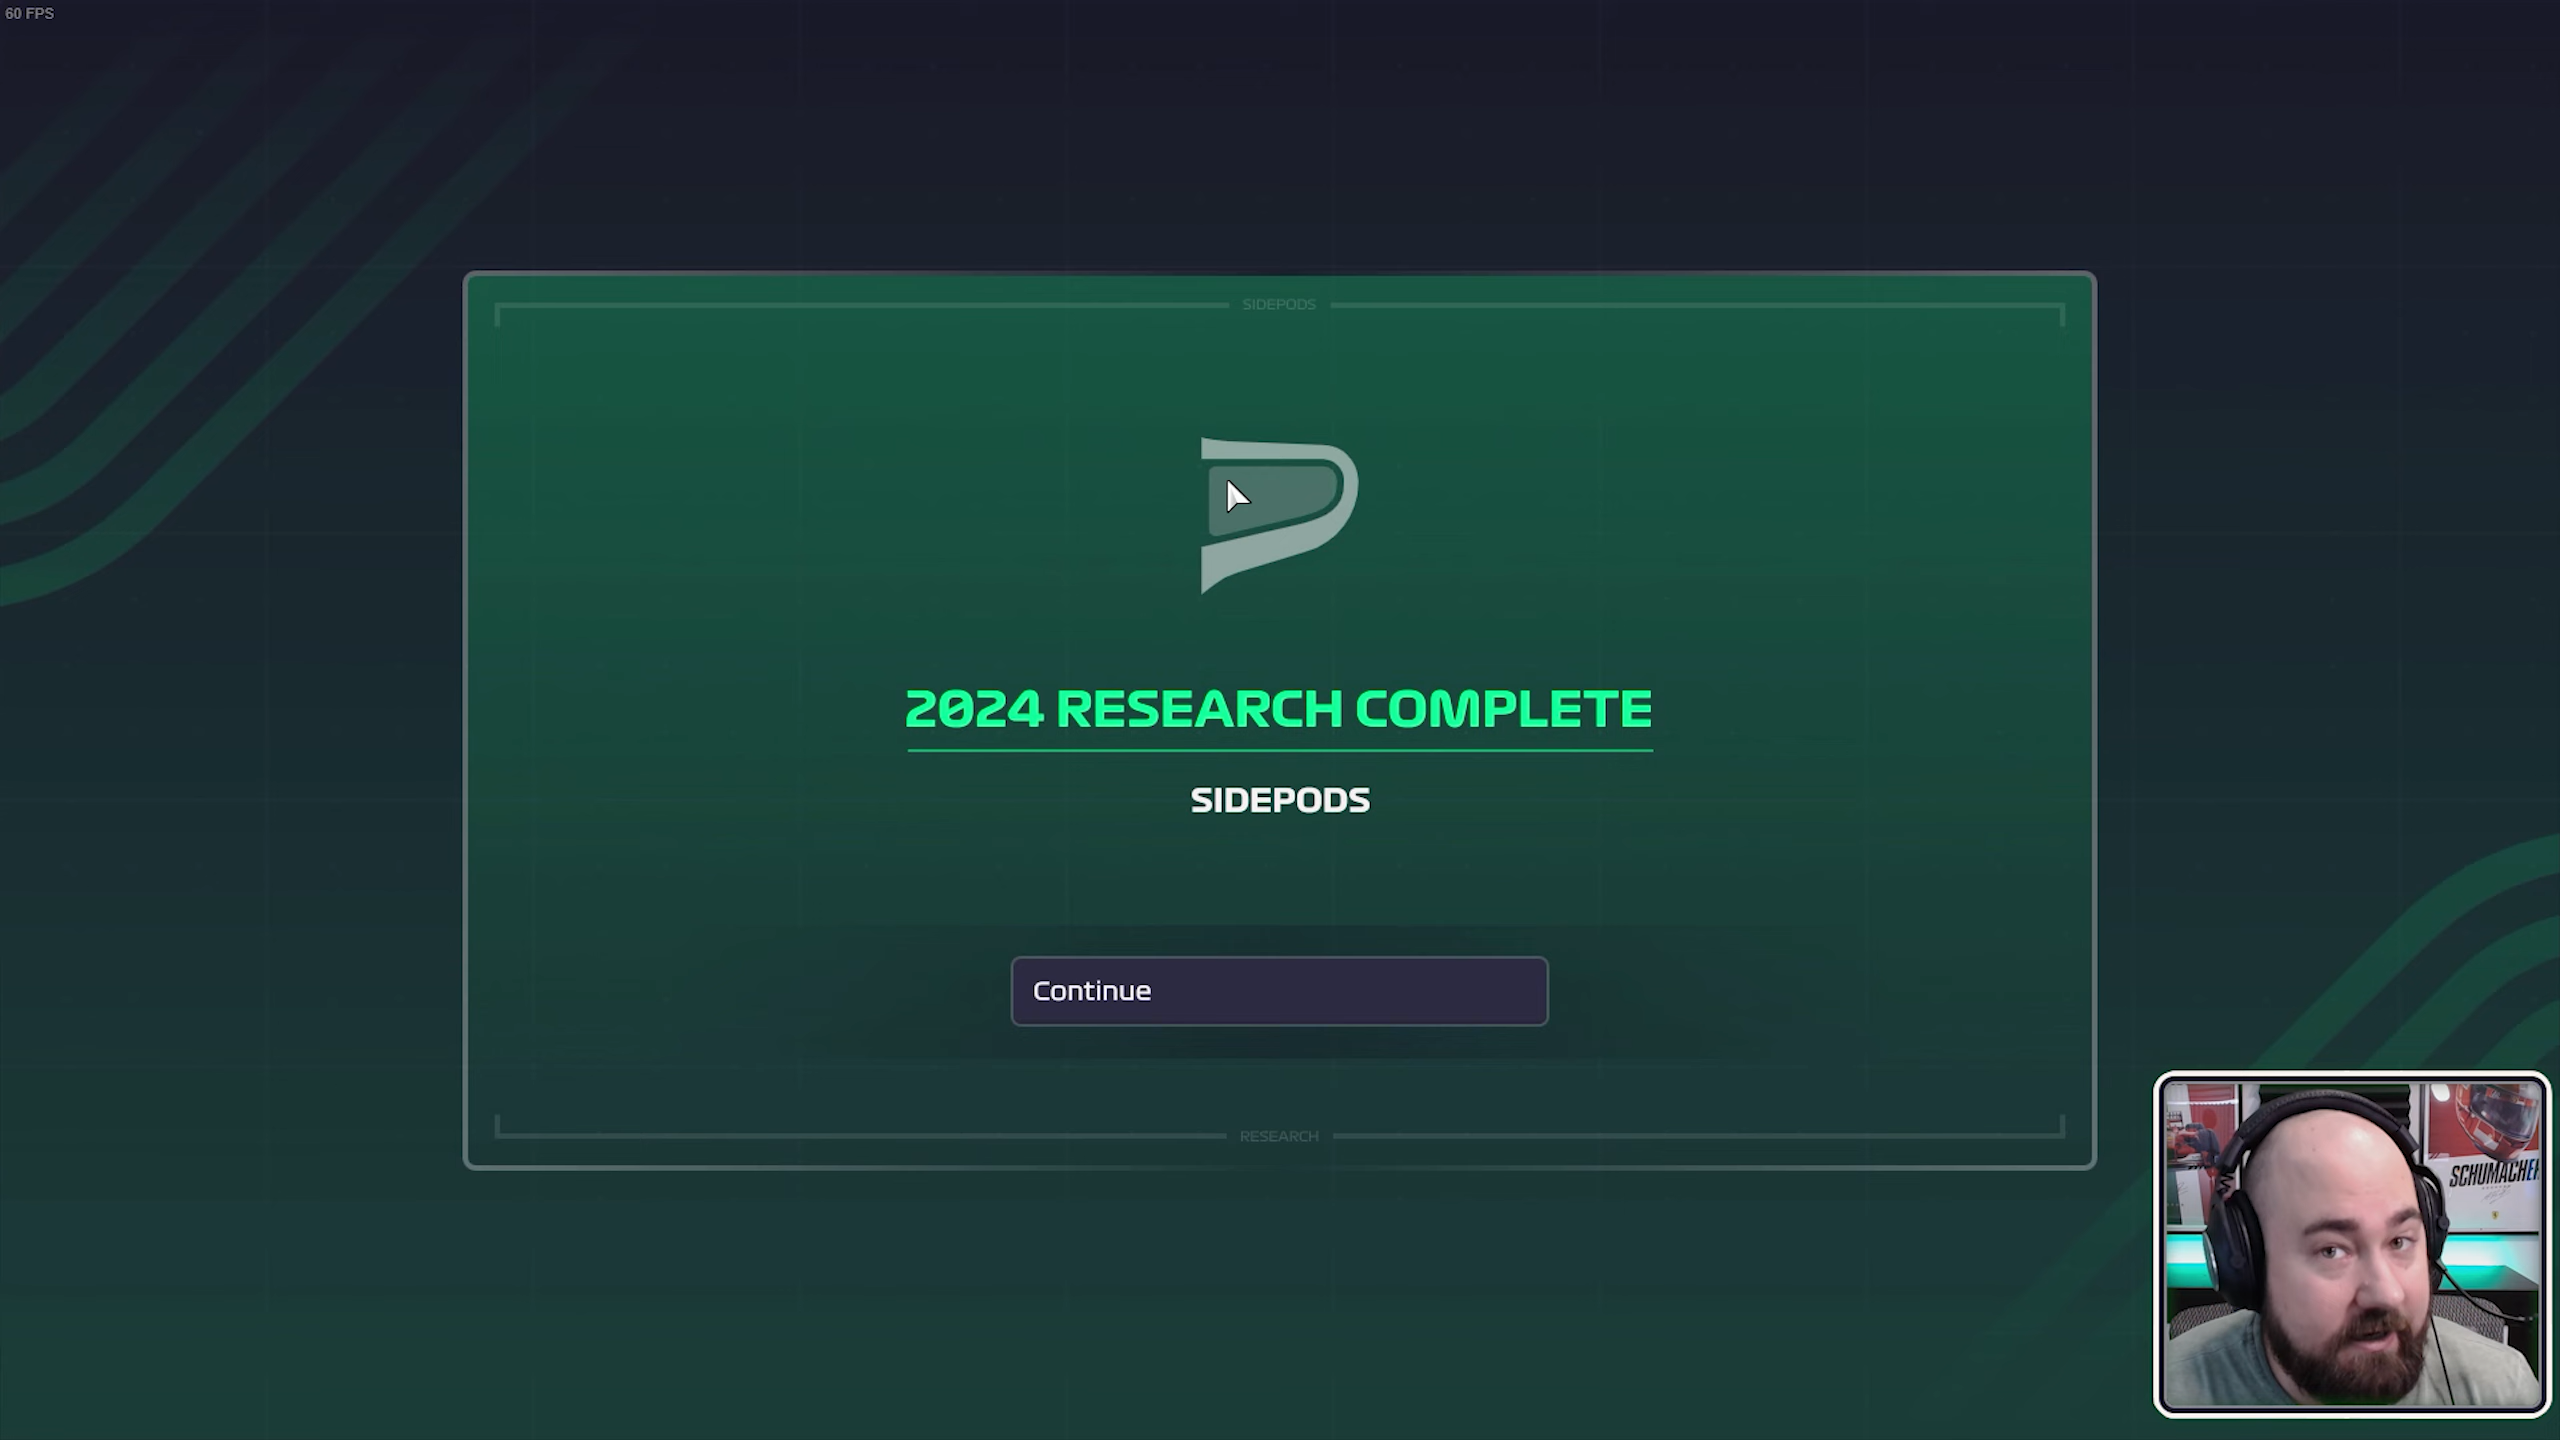 60 FPS
SIDEPODS
2024 RESEARCH COMPLETE
SIDEPODS
Continue
RESEARCH
SCHUMACHER